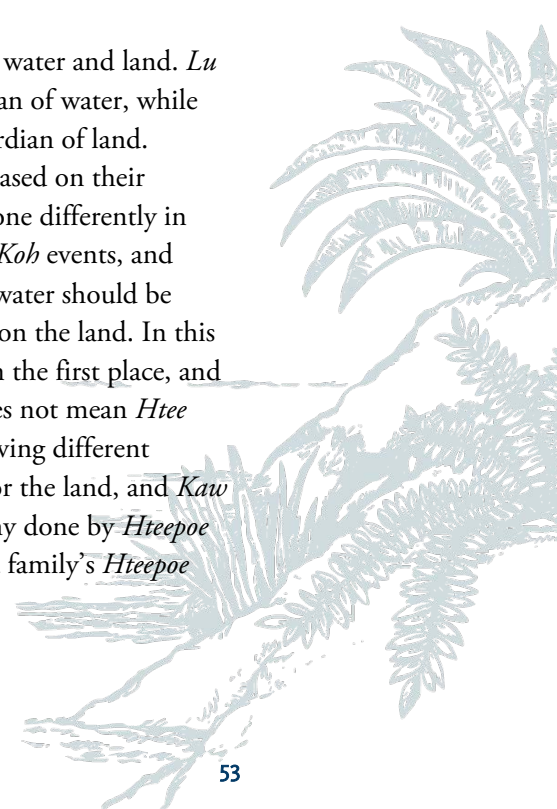 water and land. Lu
an of water, while
rdian of land.
ased on their
one differently in
Koh events, and
water should be
on the land. In this
n the first place, and
es not mean Htee
ving different
or the land, and Kaw
ny done by Hteepoe
family's Hteepoe
53